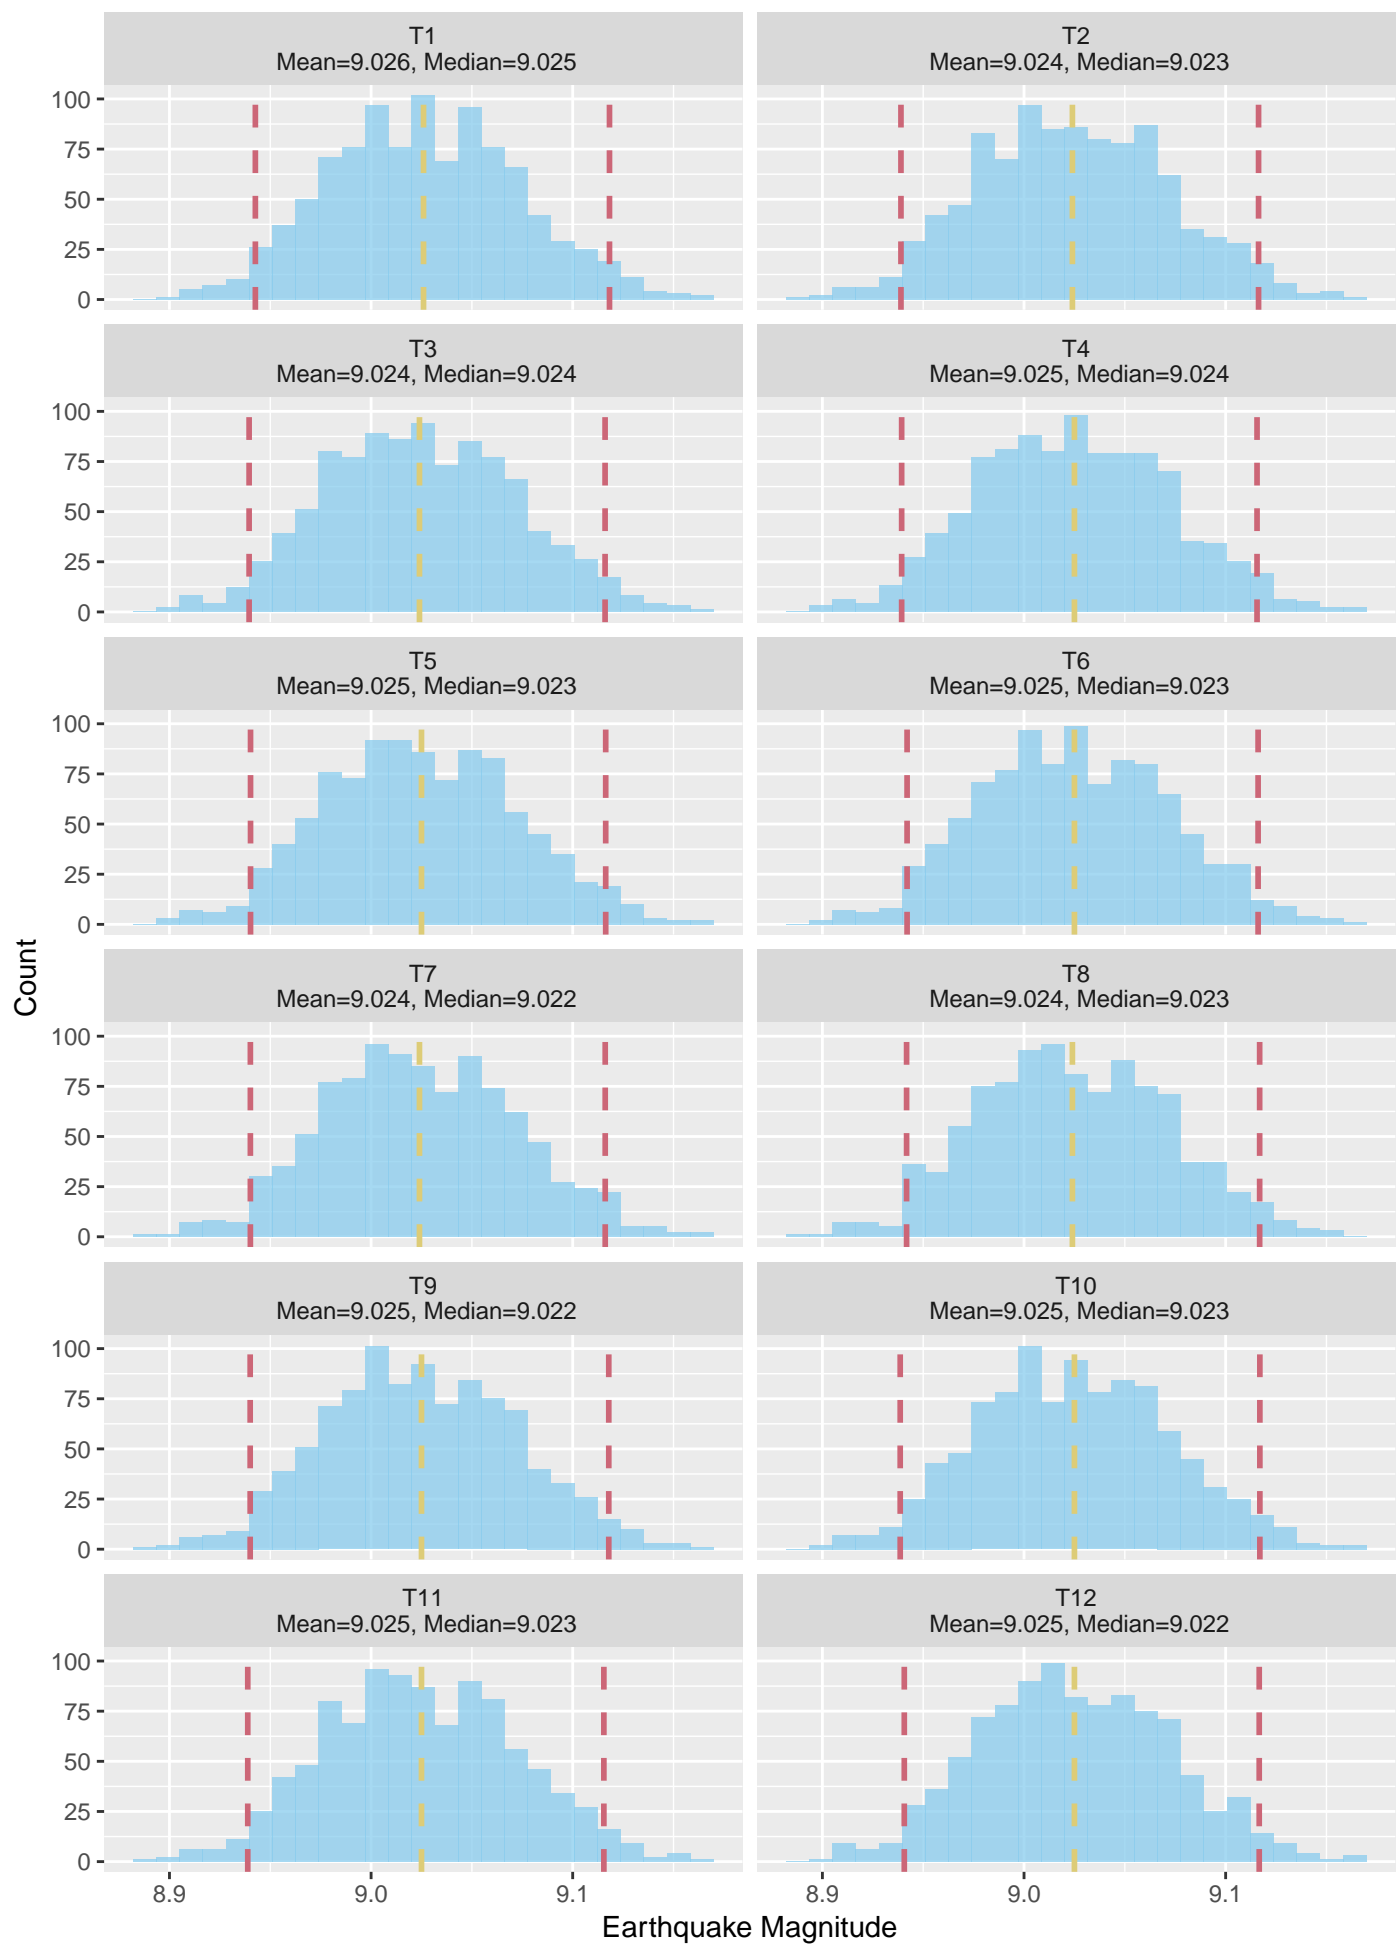 T1
Mean=9.026, Median=9.025
T2
Mean=9.024, Median=9.023
100
75
50
25
0
T3
Mean=9.024, Median=9.024
T4
Mean=9.025, Median=9.024
100
75
50
25
0
T5
Mean=9.025, Median=9.023
T6
Mean=9.025, Median=9.023
100
75
50
25
0
Count
T7
Mean=9.024, Median=9.022
T8
Mean=9.024, Median=9.023
100
75
50
25
0
T9
Mean=9.025, Median=9.022
T10
Mean=9.025, Median=9.023
100
75
50
25
0
T11
Mean=9.025, Median=9.023
T12
Mean=9.025, Median=9.022
100
75
50
25
0
8.9 9.0 9.1 8.9 9.0 9.1
Earthquake Magnitude